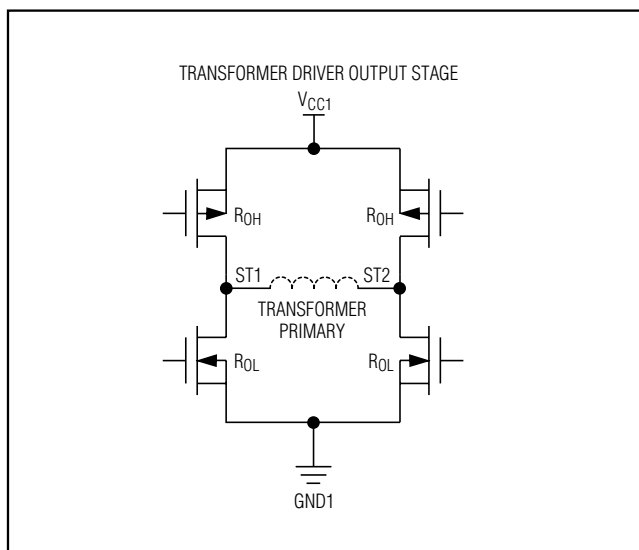 TRANSFORMER DRIVER OUTPUT STAGE
VCC1
ROH
ROH
ST1
ST2
TRANSFORMER
PRIMARY
ROL
ROL
GND1